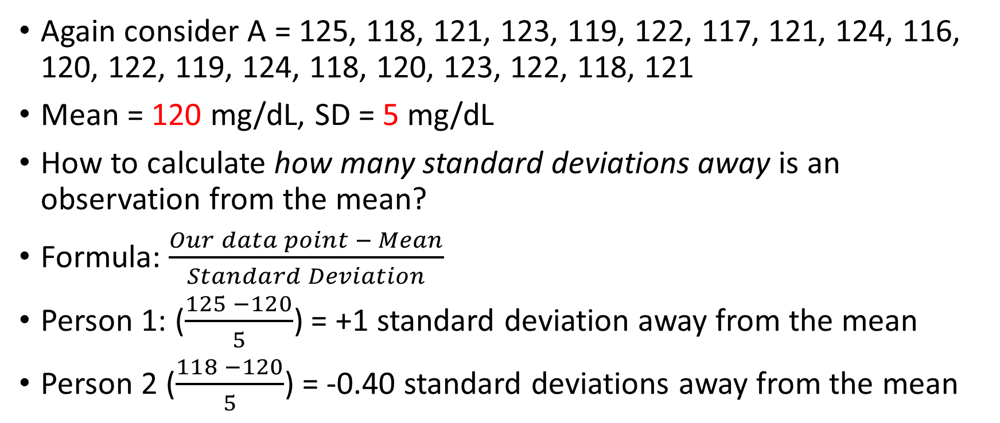 • Again consider A = 125, 118, 121, 123, 119, 122, 117, 121, 124, 116,
120, 122, 119, 124, 118, 120, 123, 122, 118, 121
• Mean = 120 mg/dL, SD = 5 mg/dL
• How to calculate how many standard deviations away is an
observation from the mean?
Our data point − Mean
• Formula:
Standard Deviation
125 −120
• Person 1: ( ) = +1 standard deviation away from the mean
5
118 −120
• Person 2 ( ) = -0.40 standard deviations away from the mean
5